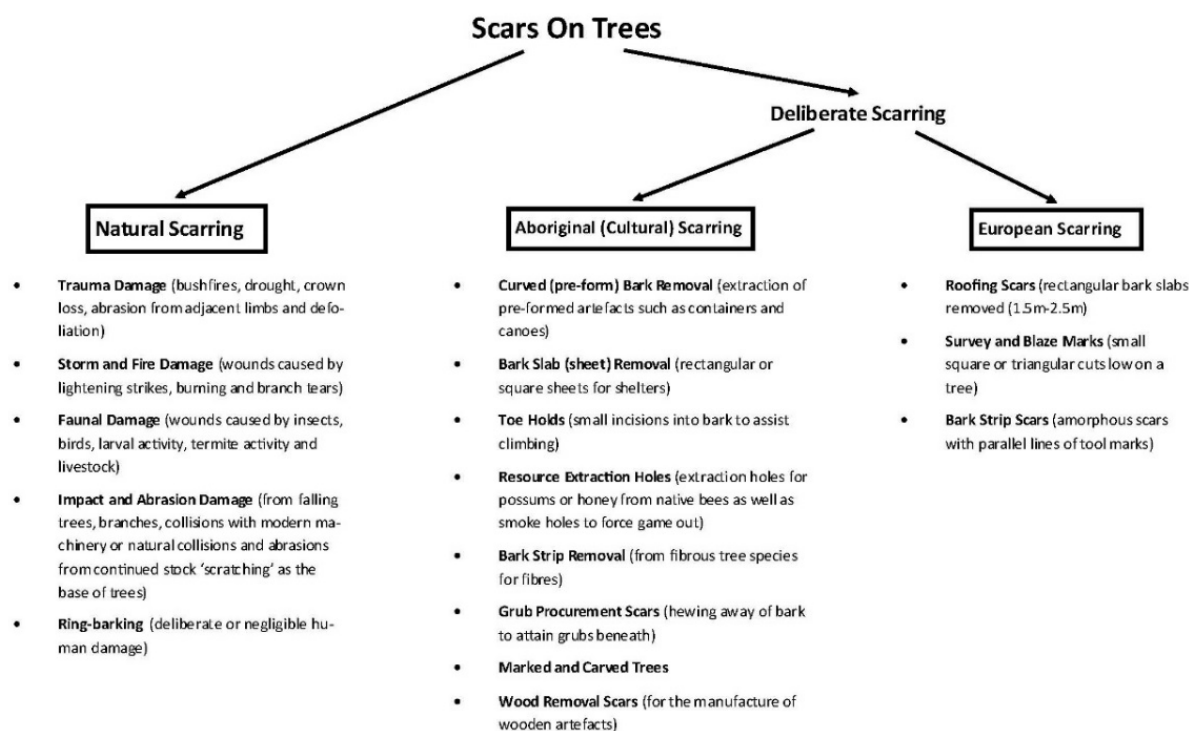 Scars On Trees
Deliberate Scarring
Natural Scarring
• Trauma Damage (bushfires, drought, crown
loss, abrasion from adjacent limbs and defo-
liation)
• Storm and Fire Damage (wounds caused by
lightening strikes, burning and branch tears)
• Faunal Damage (wounds caused by insects,
birds, larval activity, termite activity and
livestock)
• Impact and Abrasion Damage (from falling
trees, branches, collisions with modern ma-
chinery or natural collisions and abrasions
from continued stock ‘scratching’ as the
base of trees)
• Ring-barking (deliberate or negligible hu-
man damage)
Aboriginal (Cultural) Scarring
• Curved (pre-form) Bark Removal (extraction of
pre-formed artefacts such as containers and
canoes)
• Bark Slab (sheet) Removal (rectangular or
square sheets for shelters)
• Toe Holds (small incisions into bark to assist
climbing)
• Resource Extraction Holes (extraction holes for
possums or honey from native bees as well as
smoke holes to force game out)
• Bark Strip Removal (from fibrous tree species
for fibres)
• Grub Procurement Scars (hewing away of bark
to attain grubs beneath)
• Marked and Carved Trees
• Wood Removal Scars (for the manufacture of
wooden artefacts)
European Scarring
• Roofing Scars (rectangular bark slabs
removed (1.5m-2.5m)
• Survey and Blaze Marks (small
square or triangular cuts low on a
tree)
• Bark Strip Scars (amorphous scars
with parallel lines of tool marks)